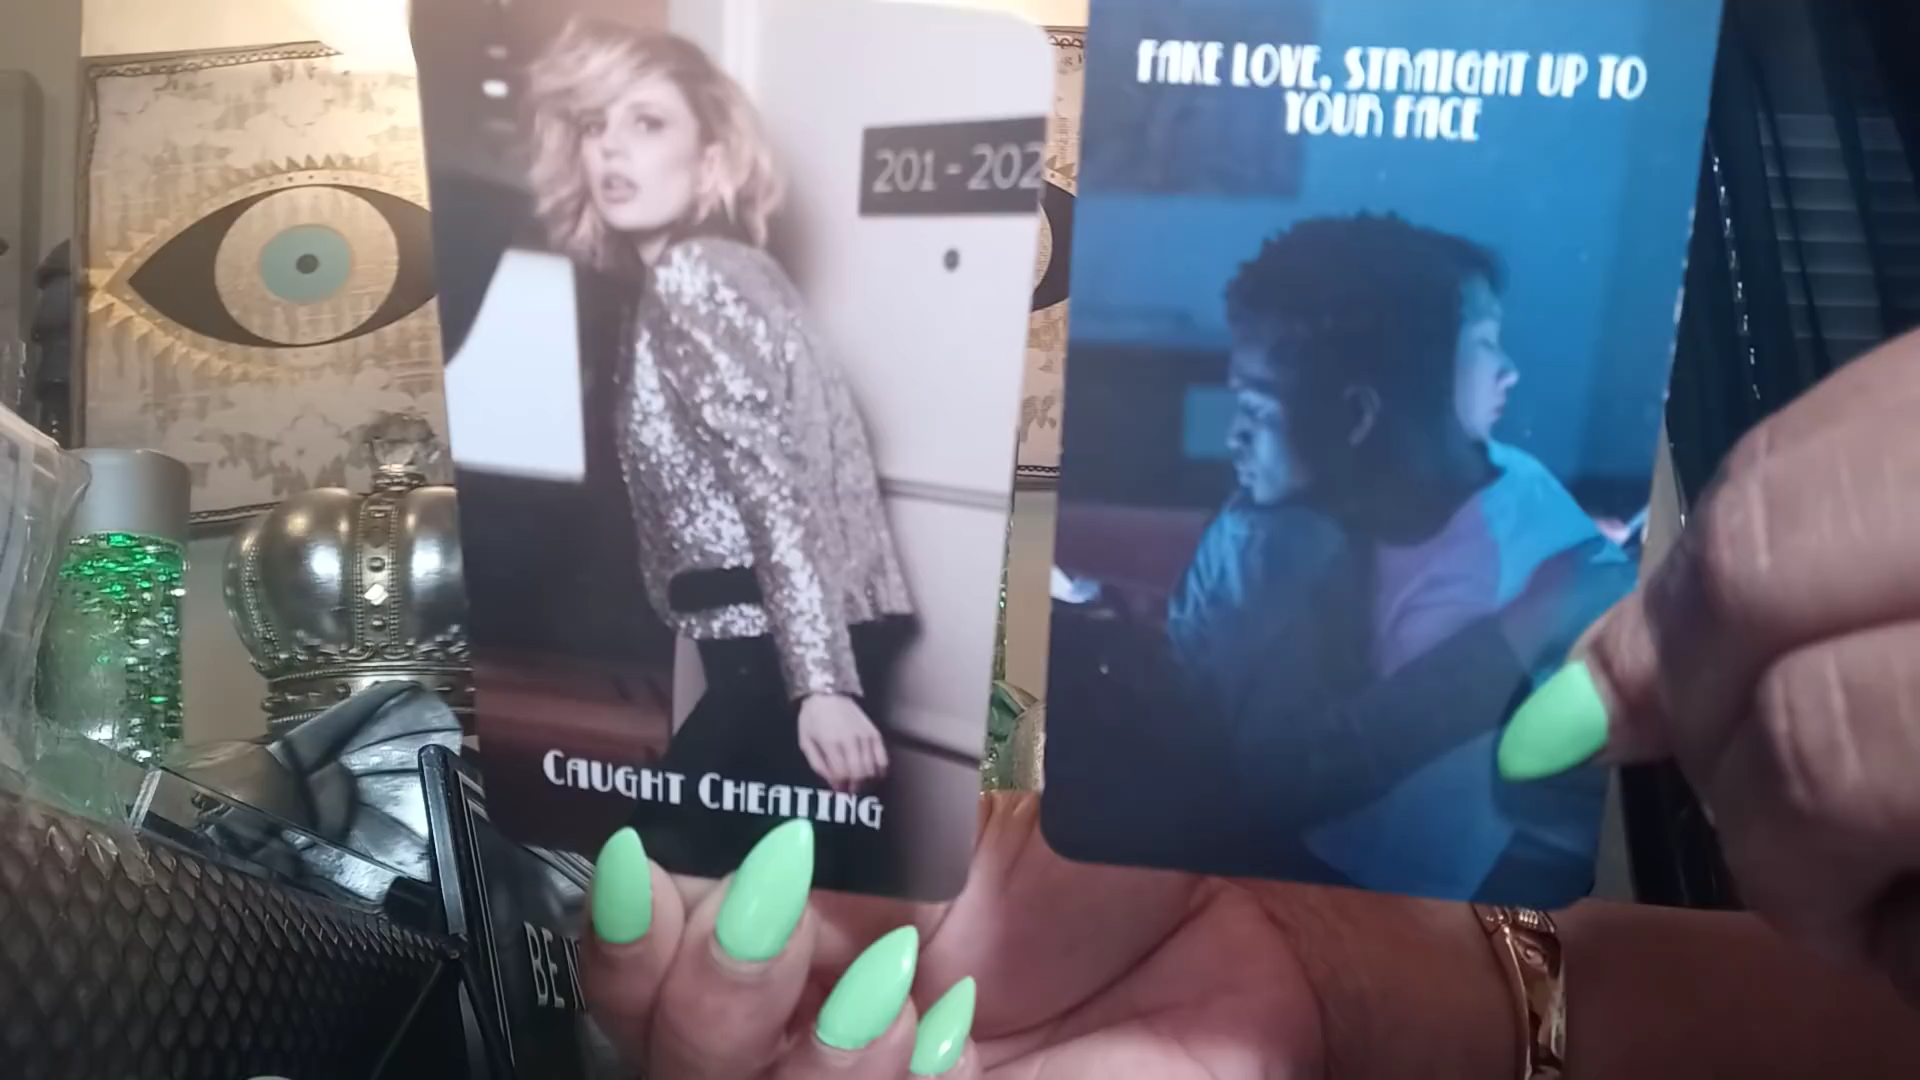 FAKE LOVE, STRAIGHT UP TO
YOUR FACE
201-202
CAUGHT CHEATING
BE